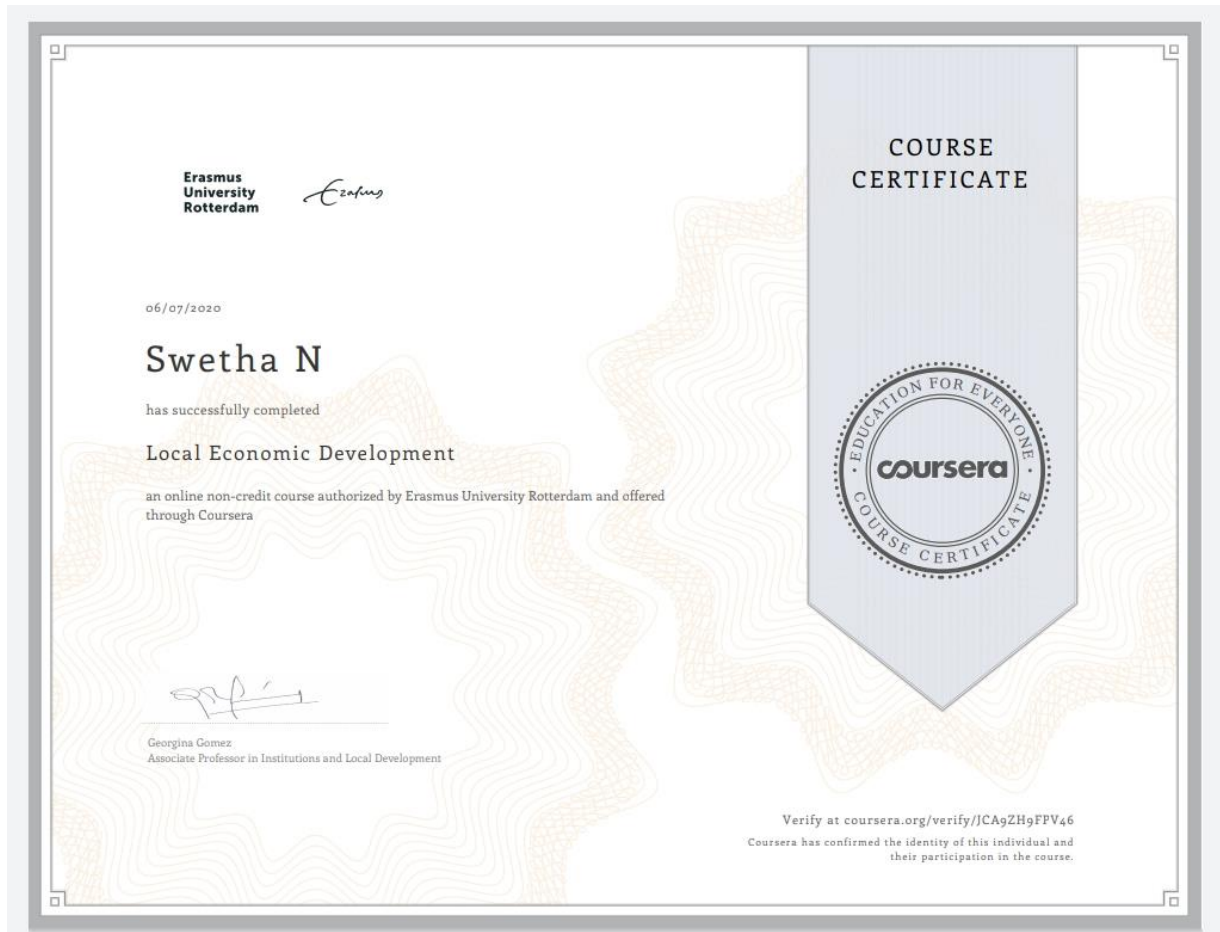 COURSE
CERTIFICATE
Erasmus
University
Rotterdam
Erasmus
06/07/2020
Swetha N
has successfully completed
Local Economic Development
an online non-credit course authorized by Erasmus University Rotterdam and offered
through Coursera
EDUCATION FOR EVERYONE
coursera
COURSE CERTIFICATE
Georgina Gomez
Associate Professor in Institutions and Local Development
Verify at coursera.org/verify/JCA9ZH9FPV46
Coursera has confirmed the identity of this individual and
their participation in the course.